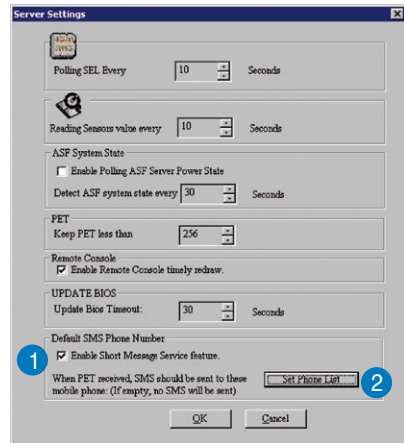 Server Settings
Polling SEL Every 10 Seconds
Reading Sensors value every 10 Seconds
ASF System State
Enable Polling ASF Server Power State
Detect ASF system state every 30 Seconds
PET
Keep PET less than 256
Remote Console
Enable Remote Console timely redraw.
UPDATE BIOS
Update Bios Timeout: 30 Seconds
Default SMS Phone Number
1 Enable Short Message Service feature.
When PET received, SMS should be sent to these
mobile phone: (If empty, no SMS will be sent)
Set Phone List 2
OK Cancel